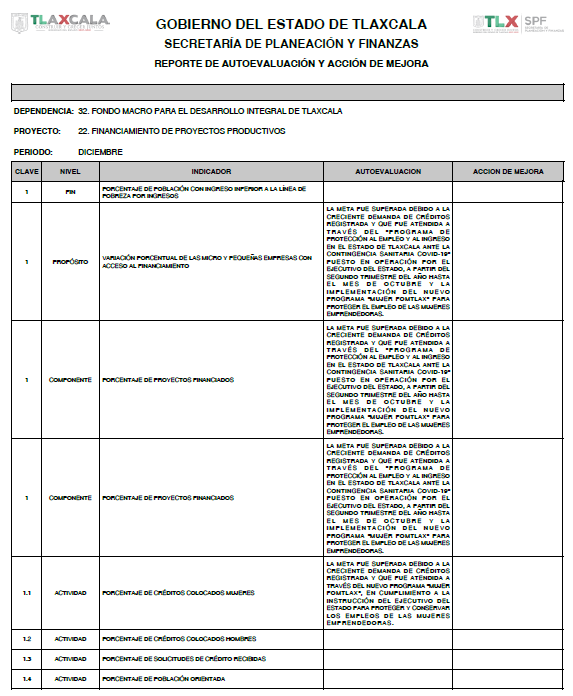 TLAXCALA
GOBIERNO DEL ESTADO DE TLAXCALA
TLX SPF
SECRETARÍA DE PLANEACIÓN Y FINANZAS
REPORTE DE AUTOEVALUACIÓN Y ACCIÓN DE MEJORA
DEPENDENCIA: 32. FONDO MACRO PARA EL DESARROLLO INTEGRAL DE TLAXCALA
PROYECTO: 22. FINANCIAMIENTO DE PROYECTOS PRODUCTIVOS
PERIODO: DICIEMBRE
CLAVE NIVEL INDICADOR AUTOEVALUACION ACCION DE MEJORA
1 FIN PORCENTAJE DE POBLACIÓN CON INGRESO INFERIOR A LA LÍNEA DE
POBREZA POR INGRESOS
1 PROPÓSITO VARIACIÓN PORCENTUAL DE LAS MICRO Y PEQUEÑAS EMPRESAS CON
ACCESO AL FINANCIAMIENTO
LA META FUE SUPERADA DEBIDO A LA
CRECIENTE DEMANDA DE CRÉDITOS
REGISTRADA Y QUE FUE ATENDIDA A
TRAVÉS DEL "PROGRAMA DE
PROTECCIÓN AL EMPLEO Y AL INGRESO
EN EL ESTADO DE TLAXCALA ANTE LA
CONTINGENCIA SANITARIA COVID-19"
PUESTO EN OPERACIÓN POR EL
EJECUTIVO DEL ESTADO, A PARTIR DEL
SEGUNDO TRIMESTRE DEL AÑO HASTA
EL MES DE OCTUBRE Y LA
IMPLEMENTACIÓN DEL NUEVO
PROGRAMA "MUJER FOMTLAX" PARA
PROTEGER EL EMPLEO DE LAS MUJERES
EMPRENDEDORAS.
1 COMPONENTE PORCENTAJE DE PROYECTOS FINANCIADOS
LA META FUE SUPERADA DEBIDO A LA
CRECIENTE DEMANDA DE CRÉDITOS
REGISTRADA Y QUE FUE ATENDIDA A
TRAVÉS DEL "PROGRAMA DE
PROTECCIÓN AL EMPLEO Y AL INGRESO
EN EL ESTADO DE TLAXCALA ANTE LA
CONTINGENCIA SANITARIA COVID-19"
PUESTO EN OPERACIÓN POR EL
EJECUTIVO DEL ESTADO, A PARTIR DEL
SEGUNDO TRIMESTRE DEL AÑO HASTA
EL MES DE OCTUBRE Y LA
IMPLEMENTACIÓN DEL NUEVO
PROGRAMA "MUJER FOMTLAX" PARA
PROTEGER EL EMPLEO DE LAS MUJERES
EMPRENDEDORAS.
1 COMPONENTE PORCENTAJE DE PROYECTOS FINANCIADOS
LA META FUE SUPERADA DEBIDO A LA
CRECIENTE DEMANDA DE CRÉDITOS
REGISTRADA Y QUE FUE ATENDIDA A
TRAVÉS DEL "PROGRAMA DE
PROTECCIÓN AL EMPLEO Y AL INGRESO
EN EL ESTADO DE TLAXCALA ANTE LA
CONTINGENCIA SANITARIA COVID-19"
PUESTO EN OPERACIÓN POR EL
EJECUTIVO DEL ESTADO, A PARTIR DEL
SEGUNDO TRIMESTRE DEL AÑO HASTA
EL MES DE OCTUBRE Y LA
IMPLEMENTACIÓN DEL NUEVO
PROGRAMA "MUJER FOMTLAX" PARA
PROTEGER EL EMPLEO DE LAS MUJERES
EMPRENDEDORAS.
1.1 ACTIVIDAD PORCENTAJE DE CRÉDITOS COLOCADOS MUJERES
LA META FUE SUPERADA DEBIDO A LA
CRECIENTE DEMANDA DE CRÉDITOS
REGISTRADA Y QUE FUE ATENDIDA A
TRAVÉS DEL NUEVO PROGRAMA "MUJER
FOMTLAX", EN CUMPLIMIENTO A LA
INSTRUCCIÓN DEL EJECUTIVO DEL
ESTADO PARA PROTEGER Y CONSERVAR
LOS EMPLEOS DE LAS MUJERES
EMPRENDEDORAS.
1.2 ACTIVIDAD PORCENTAJE DE CRÉDITOS COLOCADOS HOMBRES
1.3 ACTIVIDAD PORCENTAJE DE SOLICITUDES DE CRÉDITO RECIBIDAS
1.4 ACTIVIDAD PORCENTAJE DE POBLACIÓN ORIENTADA